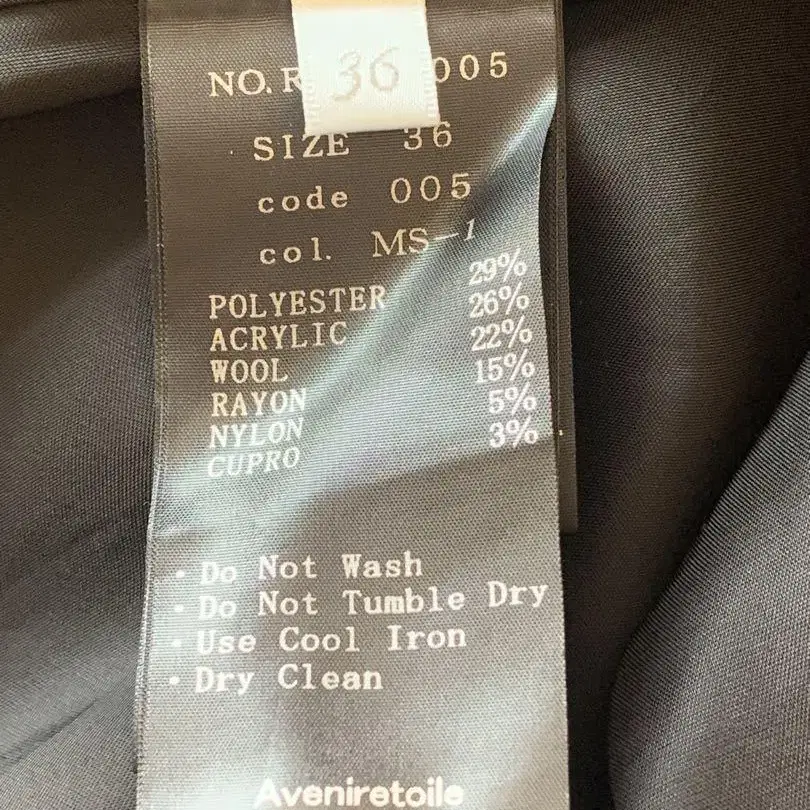 36
NO. R 005
SIZE 36
code 005
col. MS-1
POLYESTER 29%
ACRYLIC 26%
WOOL 22%
RAYON 15%
NYLON 5%
CUPRO 3%
・Do Not Wash
・Do Not Tumble Dry
・Use Cool Iron
・Dry Clean
Aveniretoile